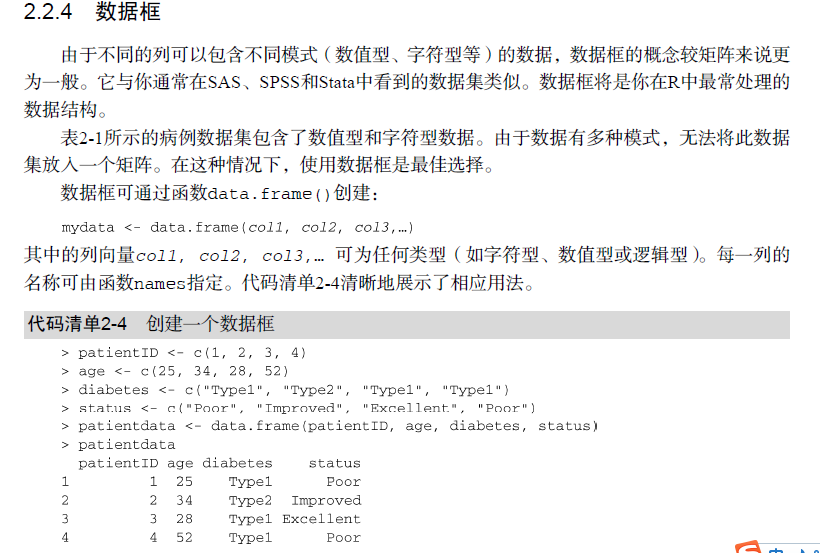 2.2.4 数据框
由于不同的列可以包含不同模式（数值型、字符型等）的数据，数据框的概念较矩阵来说更
为一般。它与你通常在SAS、SPSS和Stata中看到的数据集类似。数据框将是你在R中最常处理的
数据结构。
表2-1所示的病例数据集包含了数值型和字符型数据。由于数据有多种模式，无法将此数据
集放入一个矩阵。在这种情况下，使用数据框是最佳选择。
数据框可通过函数data.frame()创建：
mydata <- data.frame(col1, col2, col3,…)
其中的列向量col1, col2, col3,… 可为任何类型（如字符型、数值型或逻辑型）。每一列的
名称可由函数names指定。代码清单2-4清晰地展示了相应用法。
代码清单2-4 创建一个数据框
> patientID <- c(1, 2, 3, 4)
> age <- c(25, 34, 28, 52)
> diabetes <- c("Type1", "Type2", "Type1", "Type1")
> status <- c("Poor", "Improved", "Excellent", "Poor")
> patientdata <- data.frame(patientID, age, diabetes, status)
> patientdata
patientID age diabetes status
1 1 25 Type1 Poor
2 2 34 Type2 Improved
3 3 28 Type1 Excellent
4 4 52 Type1 Poor